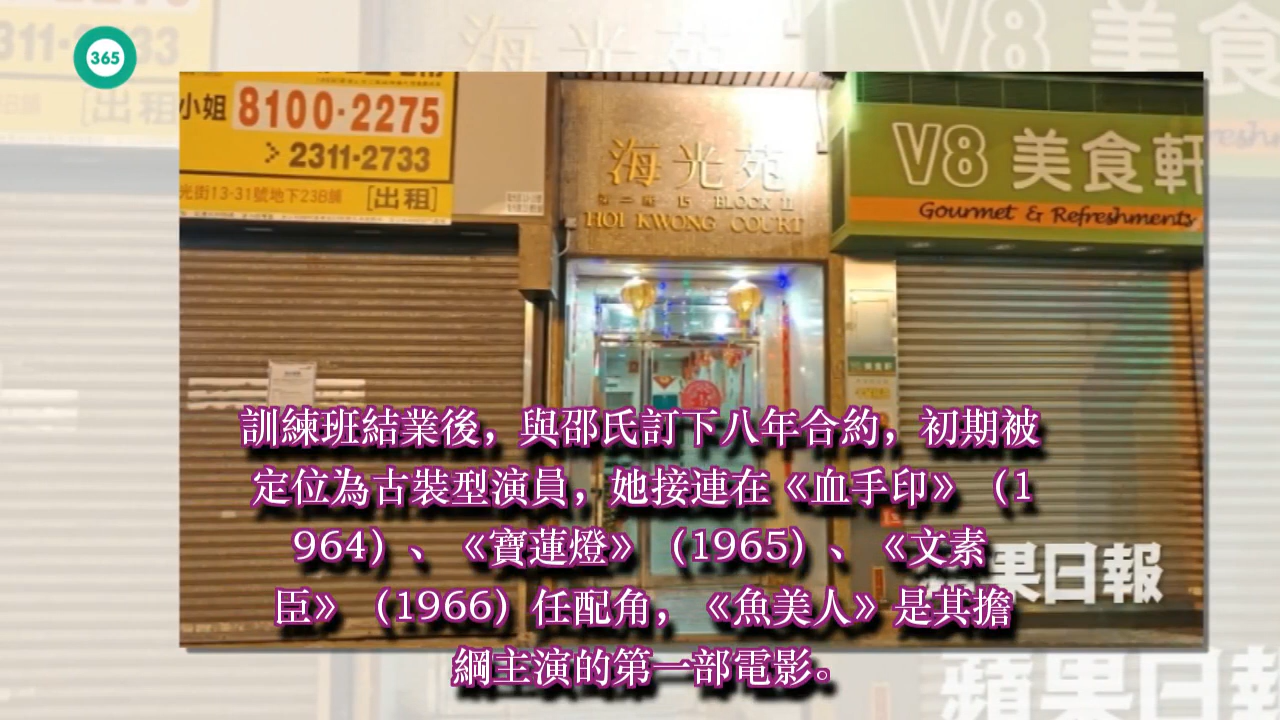 365
小姐 8100-2275
2311-2733
光街13-31號地下23B舖 [出租]
海光苑
第二座 15 BLOCK II
HOI KWONG COURT
V8 美食軒
Gourmet & Refreshments
訓練班結業後，與邵氏訂下八年合約，初期被
定位為古裝型演員，她接連在《血手印》（1
964）、《寶蓮燈》（1965）、《文素
臣》（1966）任配角，《魚美人》是其擔
綱主演的第一部電影。
蘋果日報